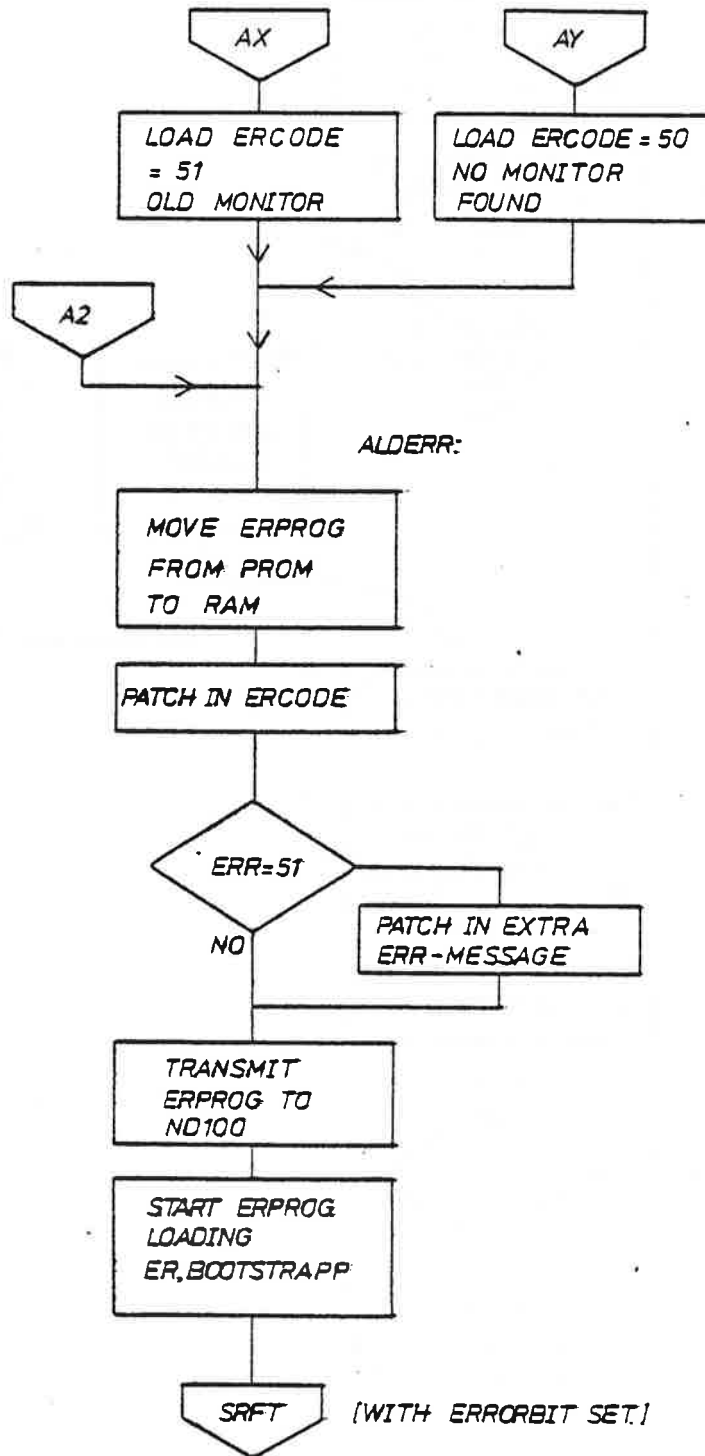 AX
AY
LOAD ERCODE
= 51
OLD MONITOR
LOAD ERCODE = 50
NO MONITOR
FOUND
A2
ALDERR:
MOVE ERPROG
FROM PROM
TO RAM
PATCH IN ERCODE
ERR=51
NO
PATCH IN EXTRA
ERR-MESSAGE
TRANSMIT
ERPROG TO
ND100
START ERPROG
LOADING
ER,BOOTSTRAPP
SRFT
[WITH ERRORBIT SET.]